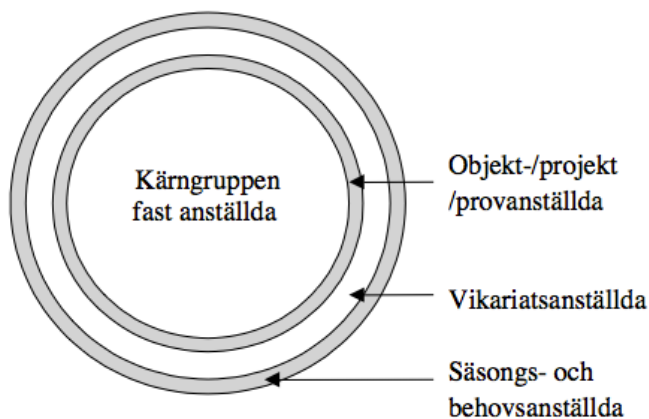 Kärngruppen
fast anställda
Objekt-/projekt
/provanställda
Vikariatsanställda
Säsongs- och
behovsanställda